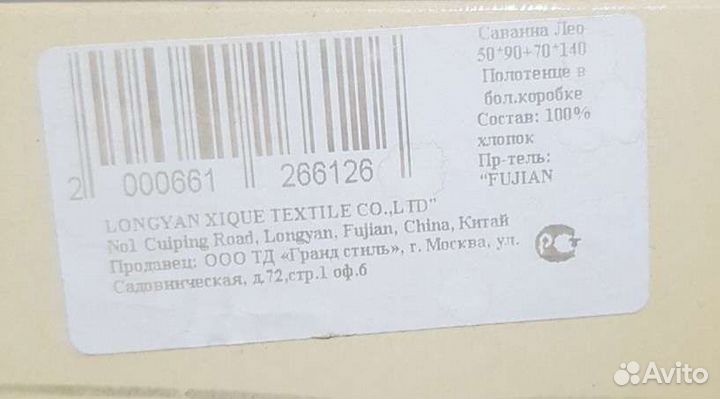 Саванна Лео
50*90+70*140
Полотенце в
бол.коробке
Состав: 100%
хлопок
Пр-тель:
"FUJIAN
2 000661 266126
LONGYAN XIQUE TEXTILE CO.,LTD"
No1 Cuiping Road, Longyan, Fujian, China, Китай
Продавец: ООО ТД «Гранд стиль», г. Москва, ул.
Садовническая, д.72,стр.1 оф.6
РСТ
Avito